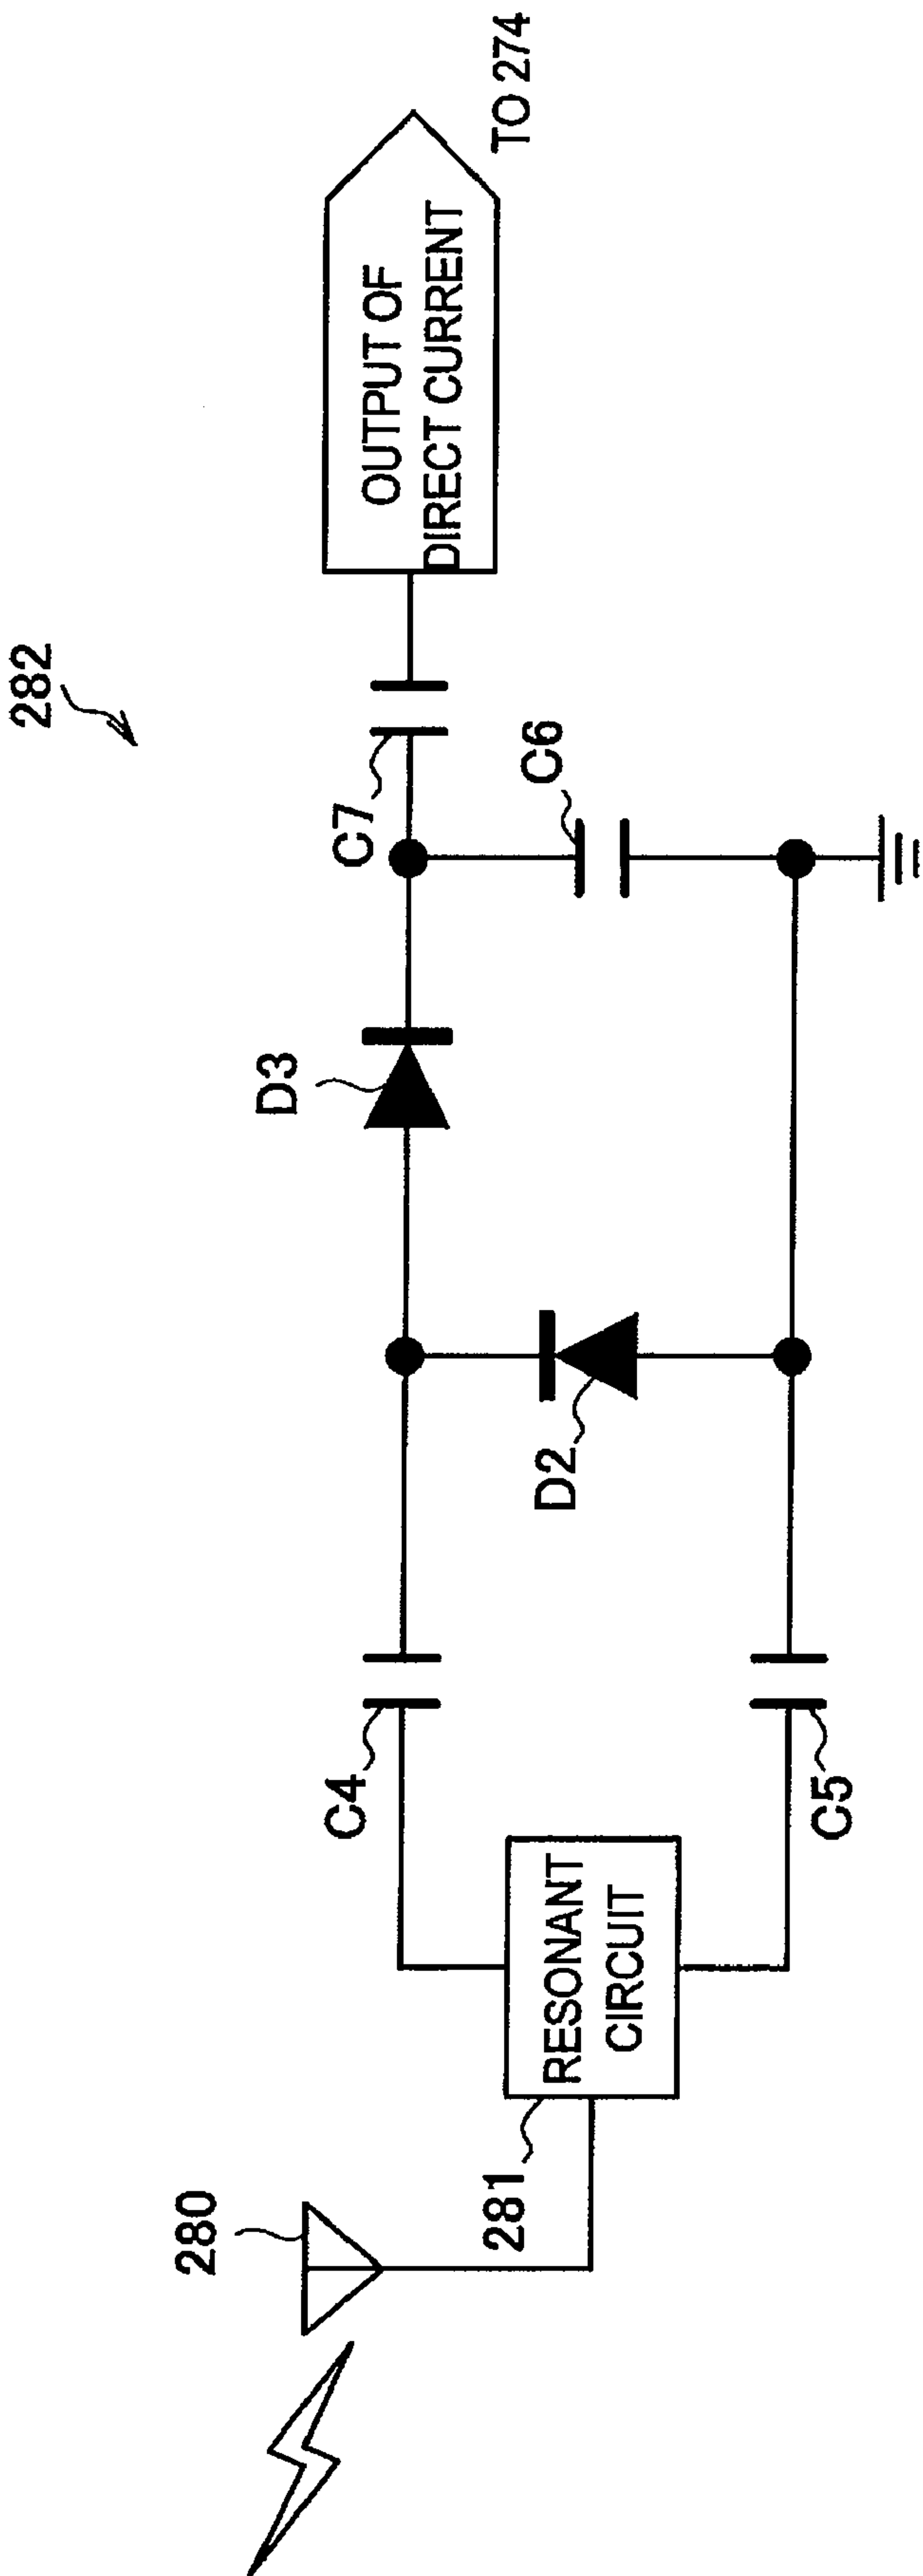 282
280
281
RESONANT
CIRCUIT
C4
C5
D2
D3
C6
C7
OUTPUT OF
DIRECT CURRENT
TO 274